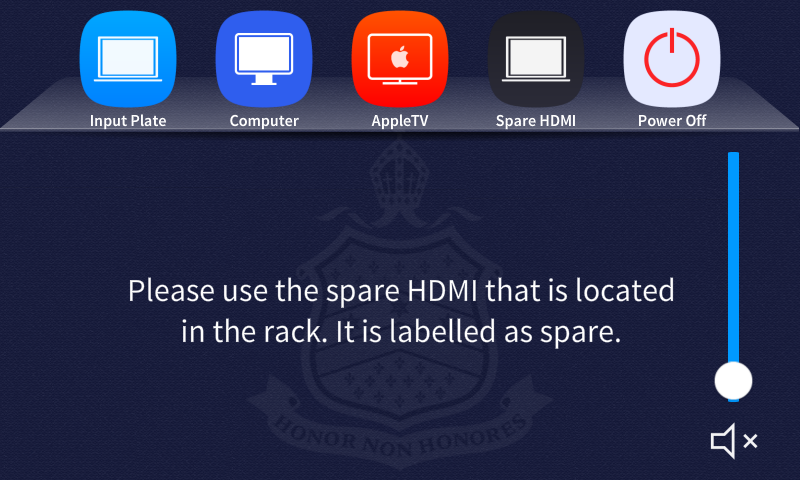 Input Plate
Computer
AppleTV
Spare HDMI
Power Off
Please use the spare HDMI that is located
in the rack. It is labelled as spare.
HONOR NON HONORES